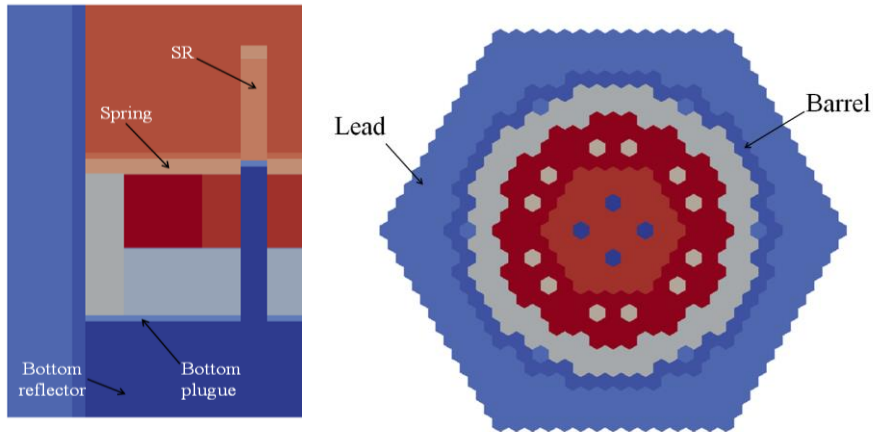 SR
Spring
Bottom
reflector
Bottom
plugue
Lead
Barrel